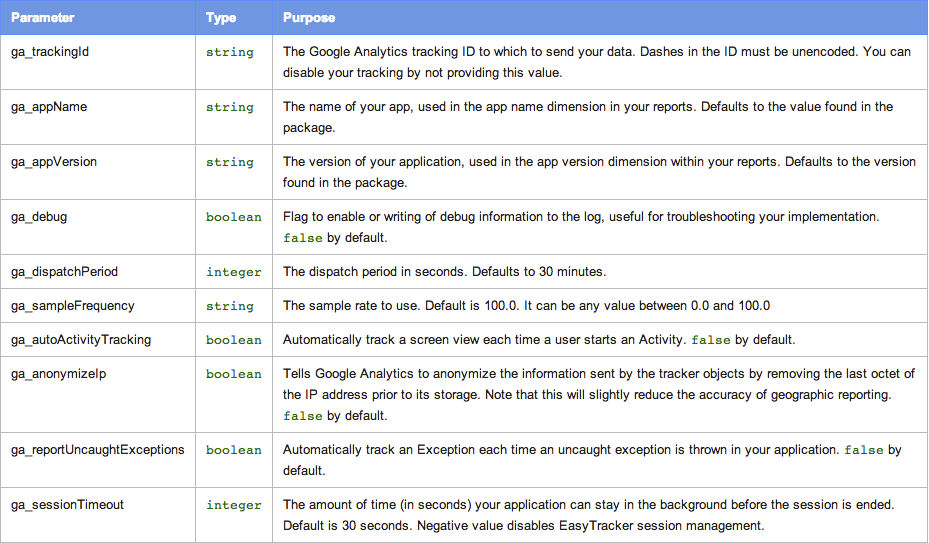 Parameter Type Purpose
ga_trackingId string The Google Analytics tracking ID to which to send your data. Dashes in the ID must be unencoded. You can
disable your tracking by not providing this value.
ga_appName string The name of your app, used in the app name dimension in your reports. Defaults to the value found in the
package.
ga_appVersion string The version of your application, used in the app version dimension within your reports. Defaults to the version
found in the package.
ga_debug boolean Flag to enable or writing of debug information to the log, useful for troubleshooting your implementation.
false by default.
ga_dispatchPeriod integer The dispatch period in seconds. Defaults to 30 minutes.
ga_sampleFrequency string The sample rate to use. Default is 100.0. It can be any value between 0.0 and 100.0
ga_autoActivityTracking boolean Automatically track a screen view each time a user starts an Activity. false by default.
ga_anonymizeIp boolean Tells Google Analytics to anonymize the information sent by the tracker objects by removing the last octet of
the IP address prior to its storage. Note that this will slightly reduce the accuracy of geographic reporting.
false by default.
ga_reportUncaughtExceptions boolean Automatically track an Exception each time an uncaught exception is thrown in your application. false by
default.
ga_sessionTimeout integer The amount of time (in seconds) your application can stay in the background before the session is ended.
Default is 30 seconds. Negative value disables EasyTracker session management.